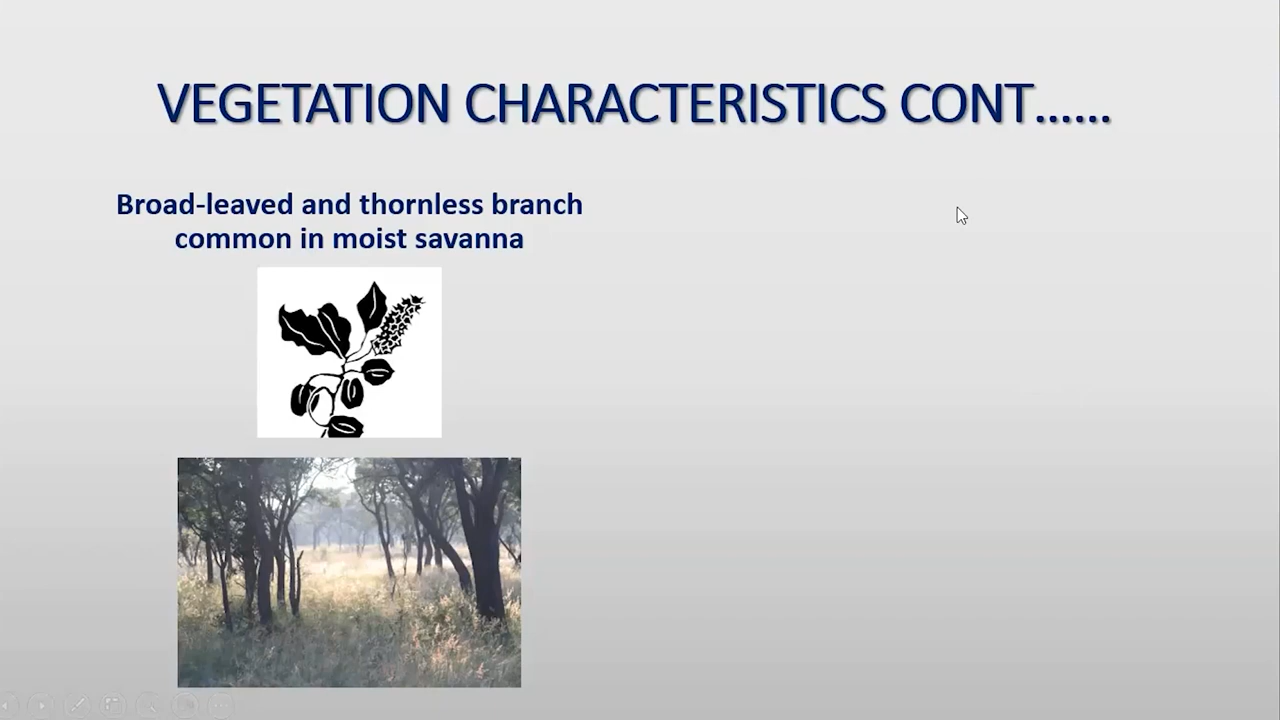 VEGETATION CHARACTERISTICS CONT……
Broad-leaved and thornless branch
common in moist savanna